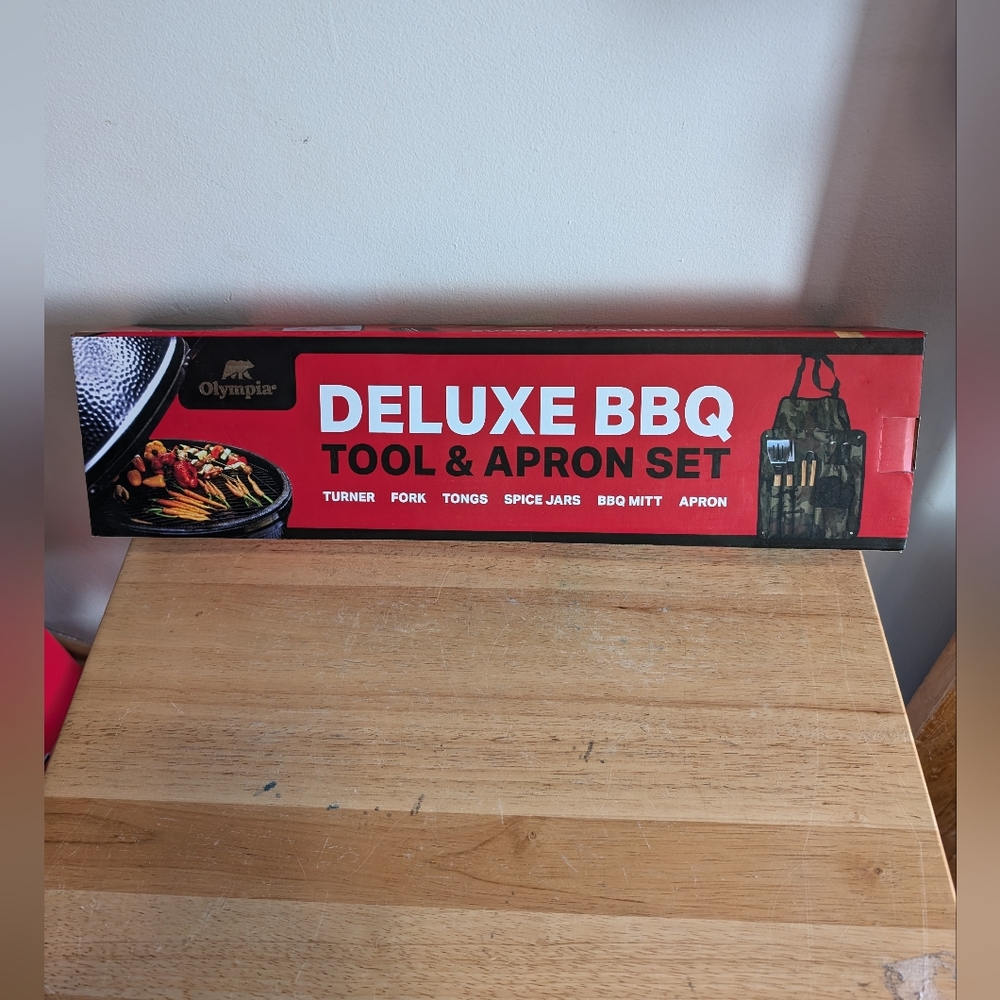 Olympia
DELUXE BBQ
TOOL & APRON SET
TURNER FORK TONGS SPICE JARS BBQ MITT APRON